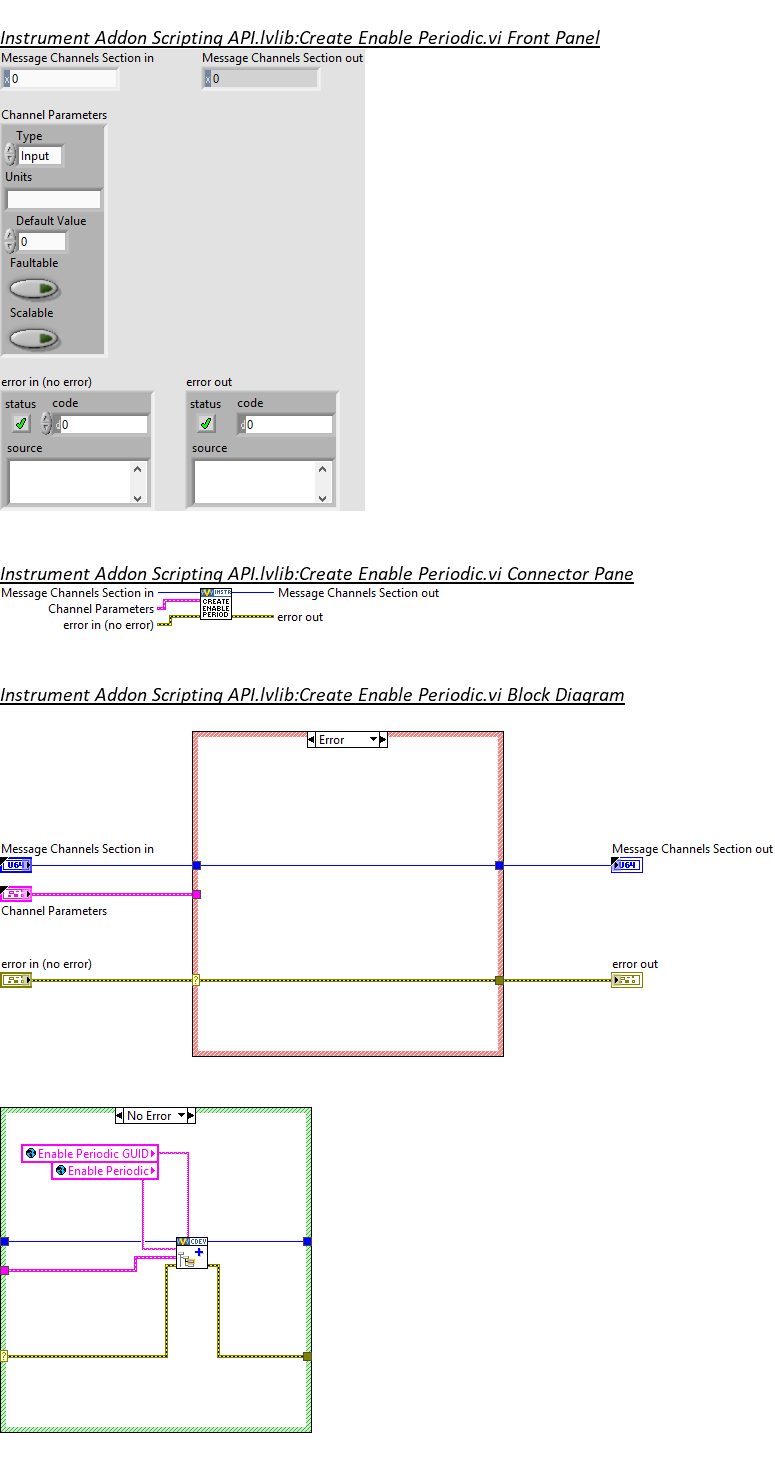 Instrument Addon Scripting API.lvlib:Create Enable Periodic.vi Front Panel
Message Channels Section in
Message Channels Section out
x 0
x 0
Channel Parameters
Type
Input
Units
Default Value
0
Faultable
Scalable
error in (no error)
error out
status
code
status
code
d 0
d 0
source
source
Instrument Addon Scripting API.lvlib:Create Enable Periodic.vi Connector Pane
Message Channels Section in
INSTR
Message Channels Section out
Channel Parameters
CREATE
ENABLE
PERIOD
error in (no error)
error out
Instrument Addon Scripting API.lvlib:Create Enable Periodic.vi Block Diagram
Error
Message Channels Section in
Message Channels Section out
U64
U64
Channel Parameters
error in (no error)
error out
?
No Error
Enable Periodic GUID
Enable Periodic
CDEV
?